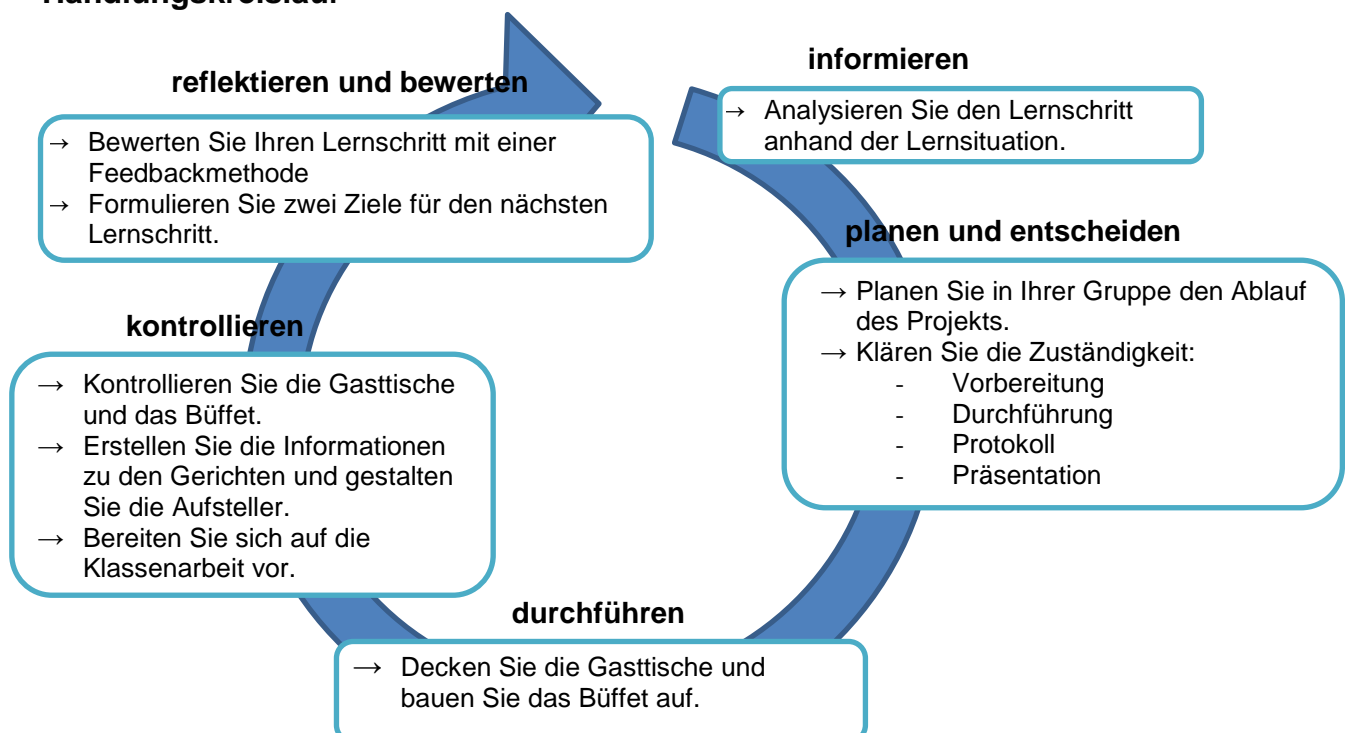 Handlungskreislauf
informieren
→ Analysieren Sie den Lernschritt
anhand der Lernsituation.
planen und entscheiden
→ Planen Sie in Ihrer Gruppe den Ablauf
des Projekts.
→ Klären Sie die Zuständigkeit:
- Vorbereitung
- Durchführung
- Protokoll
- Präsentation
durchführen
→ Decken Sie die Gasttische und
bauen Sie das Büffet auf.
kontrollieren
→ Kontrollieren Sie die Gasttische
und das Büffet.
→ Erstellen Sie die Informationen
zu den Gerichten und gestalten
Sie die Aufsteller.
→ Bereiten Sie sich auf die
Klassenarbeit vor.
reflektieren und bewerten
→ Bewerten Sie Ihren Lernschritt mit einer
Feedbackmethode
→ Formulieren Sie zwei Ziele für den nächsten
Lernschritt.